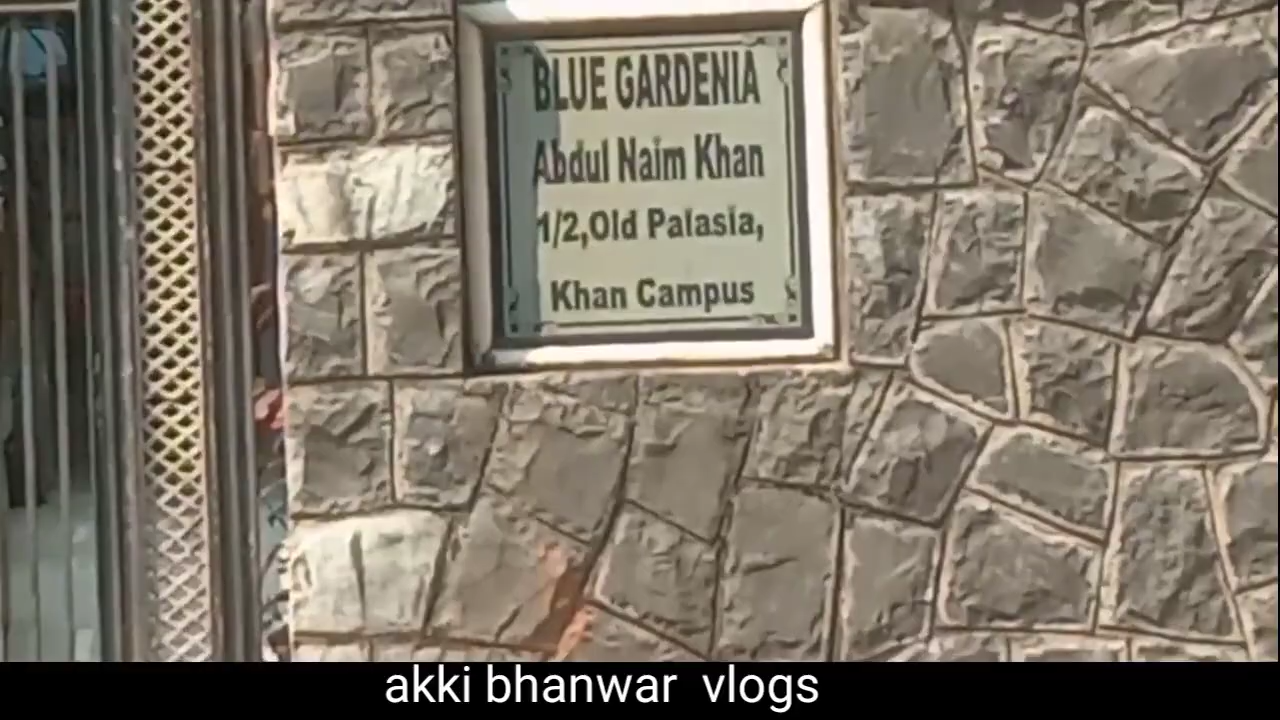 BLUE GARDENIA
Abdul Naim Khan
1/2,Old Palasia,
Khan Campus
akki bhanwar vlogs